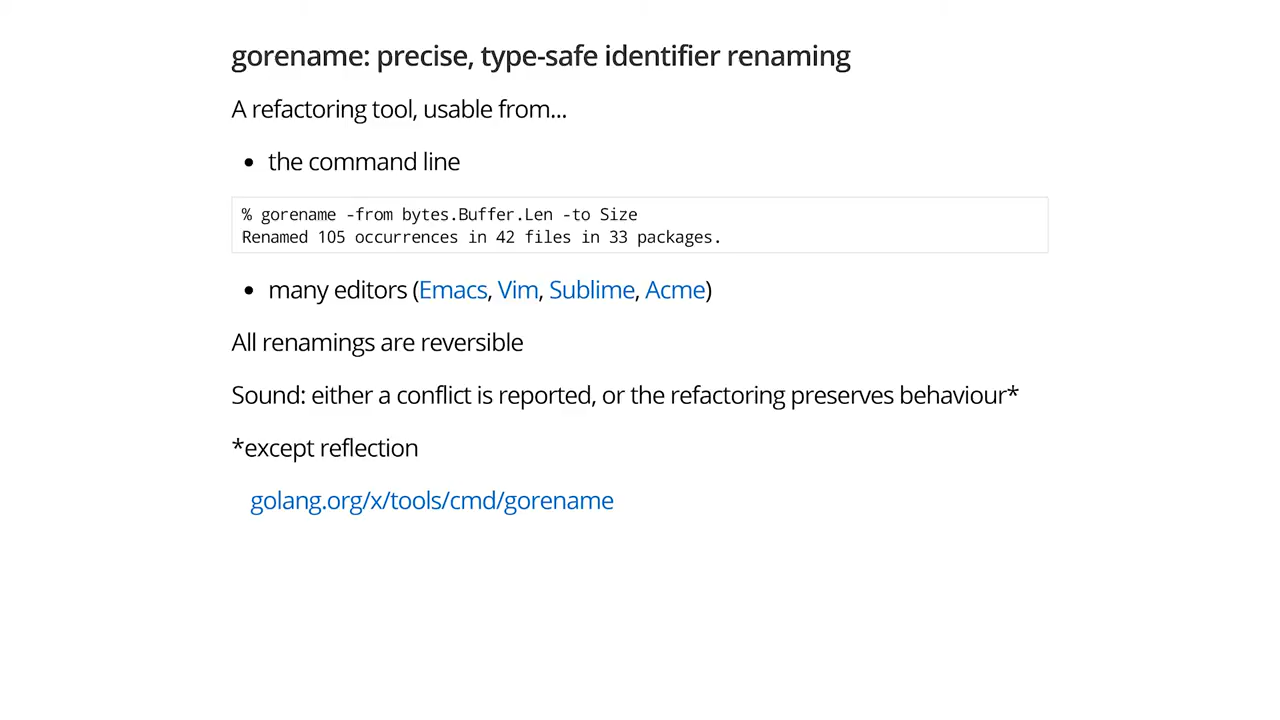 gorename: precise, type-safe identifier renaming
A refactoring tool, usable from...
• the command line
% gorename -from bytes.Buffer.Len -to Size
Renamed 105 occurrences in 42 files in 33 packages.
• many editors (Emacs, Vim, Sublime, Acme)
All renamings are reversible
Sound: either a conflict is reported, or the refactoring preserves behaviour*
*except reflection
golang.org/x/tools/cmd/gorename